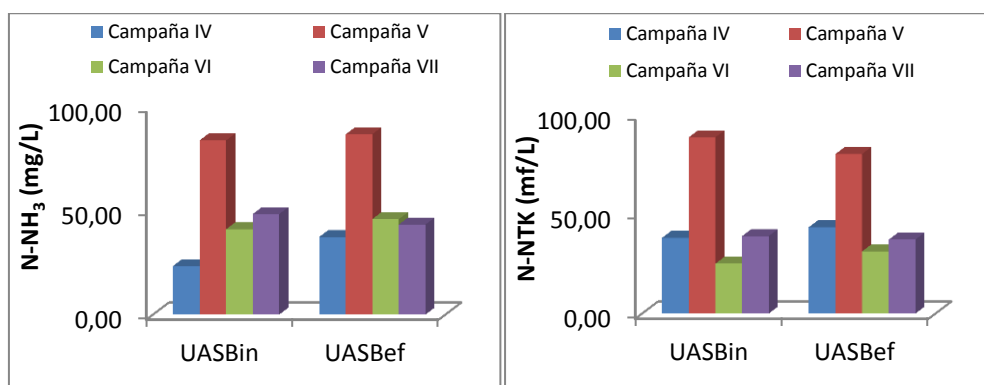 Campaña IV
Campaña V
Campaña VI
Campaña VII
N-NH₃ (mg/L)
100,00
50,00
0,00
UASBin
UASBef
Campaña IV
Campaña V
Campaña VI
Campaña VII
N-NTK (mf/L)
100,00
50,00
0,00
UASBin
UASBef